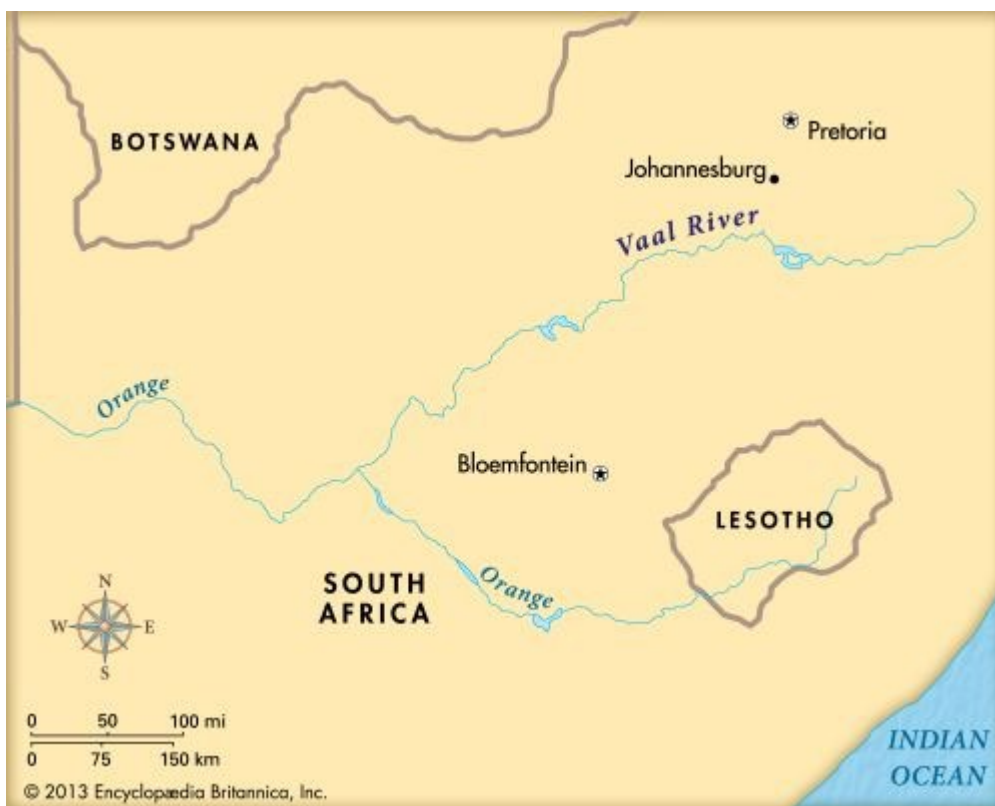 BOTSWANA
Pretoria
Johannesburg
Vaal River
Orange
Bloemfontein
LESOTHO
SOUTH
AFRICA
Orange
N
W E
S
0 50 100 mi
0 75 150 km
INDIAN
OCEAN
© 2013 Encyclopædia Britannica, Inc.